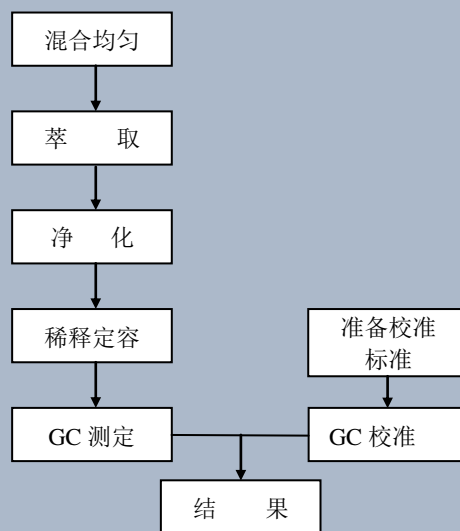 混合均匀
萃 取
净 化
稀释定容
准备校准
标准
GC 测定
GC 校准
结 果